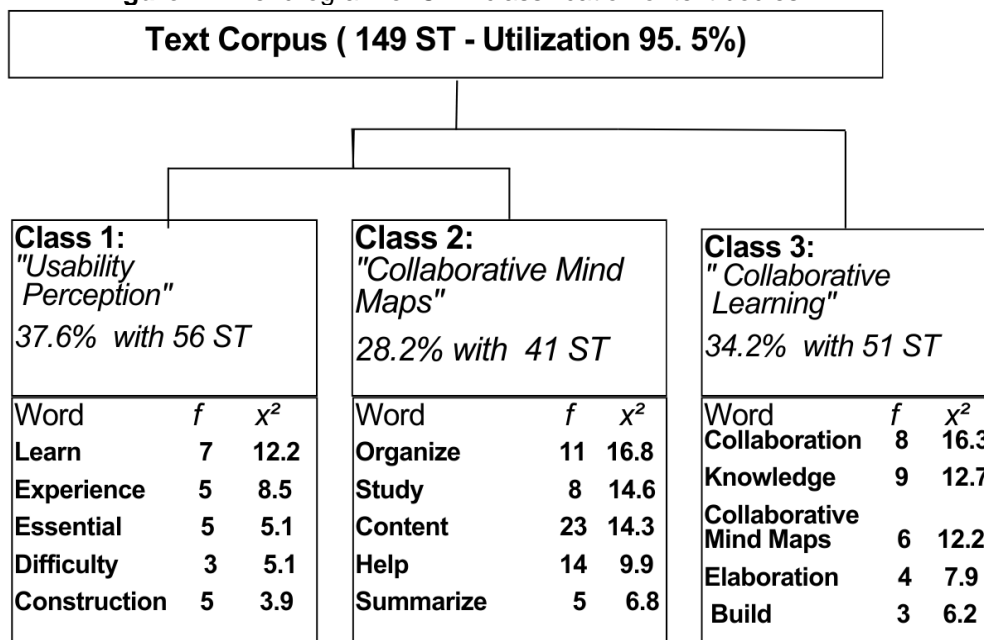 Text Corpus ( 149 ST - Utilization 95. 5%)
Class 1:
"Usability
Perception"
37.6% with 56 ST
Word f x²
Learn 7 12.2
Experience 5 8.5
Essential 5 5.1
Difficulty 3 5.1
Construction 5 3.9
Class 2:
"Collaborative Mind
Maps"
28.2% with 41 ST
Word f x²
Organize 11 16.8
Study 8 14.6
Content 23 14.3
Help 14 9.9
Summarize 5 6.8
Class 3:
" Collaborative
Learning"
34.2% with 51 ST
Word f x²
Collaboration 8 16.3
Knowledge 9 12.7
Collaborative
Mind Maps 6 12.2
Elaboration 4 7.9
Build 3 6.2